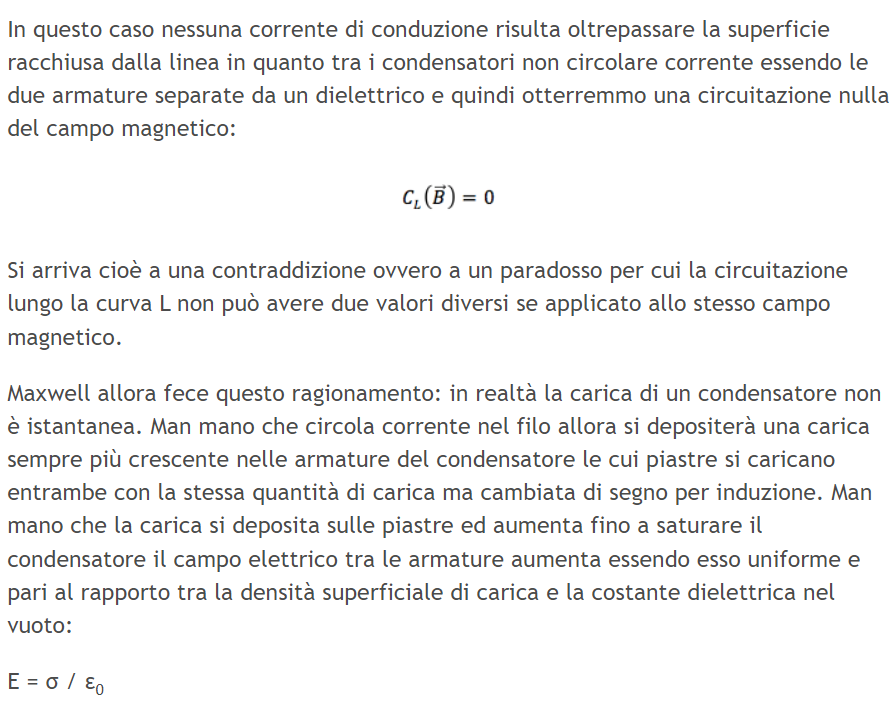 In questo caso nessuna corrente di conduzione risulta oltrepassare la superficie
racchiusa dalla linea in quanto tra i condensatori non circolare corrente essendo le
due armature separate da un dielettrico e quindi otterremmo una circuitazione nulla
del campo magnetico:
C_L(B⃗) = 0
Si arriva cioè a una contraddizione ovvero a un paradosso per cui la circuitazione
lungo la curva L non può avere due valori diversi se applicato allo stesso campo
magnetico.
Maxwell allora fece questo ragionamento: in realtà la carica di un condensatore non
è istantanea. Man mano che circola corrente nel filo allora si depositerà una carica
sempre più crescente nelle armature del condensatore le cui piastre si caricano
entrambe con la stessa quantità di carica ma cambiata di segno per induzione. Man
mano che la carica si deposita sulle piastre ed aumenta fino a saturare il
condensatore il campo elettrico tra le armature aumenta essendo esso uniforme e
pari al rapporto tra la densità superficiale di carica e la costante dielettrica nel
vuoto:
E = σ / ε₀